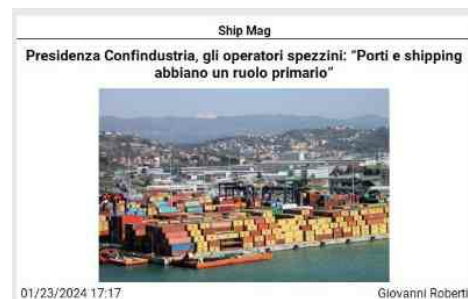 Ship Mag
Presidenza Confindustria, gli operatori spezzini: “Porti e shipping
abbiano un ruolo primario”
01/23/2024 17:17
Giovanni Roberti